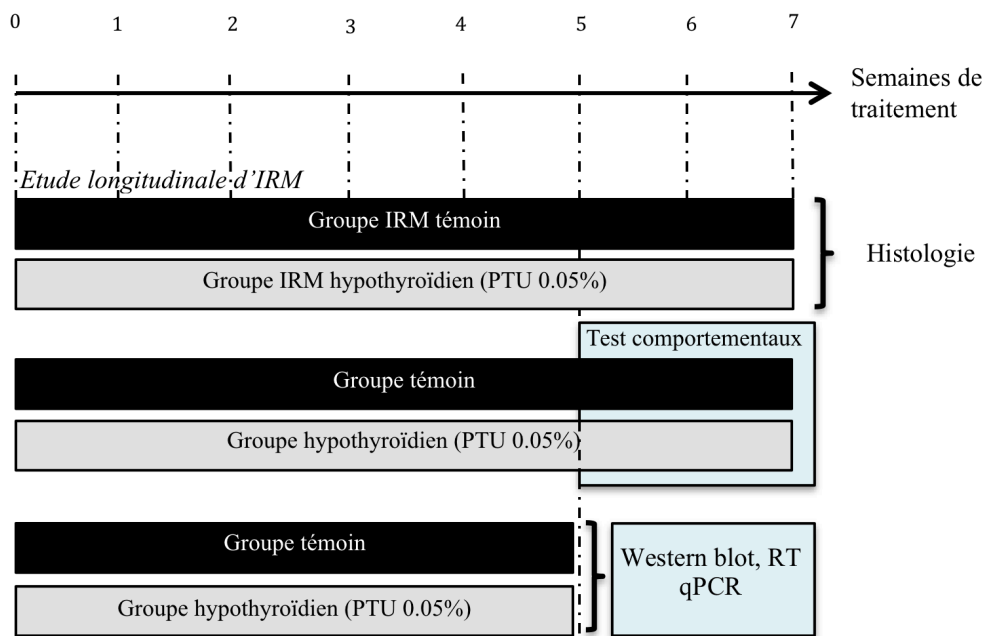 0 1 2 3 4 5 6 7
Semaines de
traitement
Etude longitudinale d’IRM
Groupe IRM témoin
Groupe IRM hypothyroïdien (PTU 0.05%)
Histologie
Test comportementaux
Groupe témoin
Groupe hypothyroïdien (PTU 0.05%)
Groupe témoin
Groupe hypothyroïdien (PTU 0.05%)
Western blot, RT
qPCR